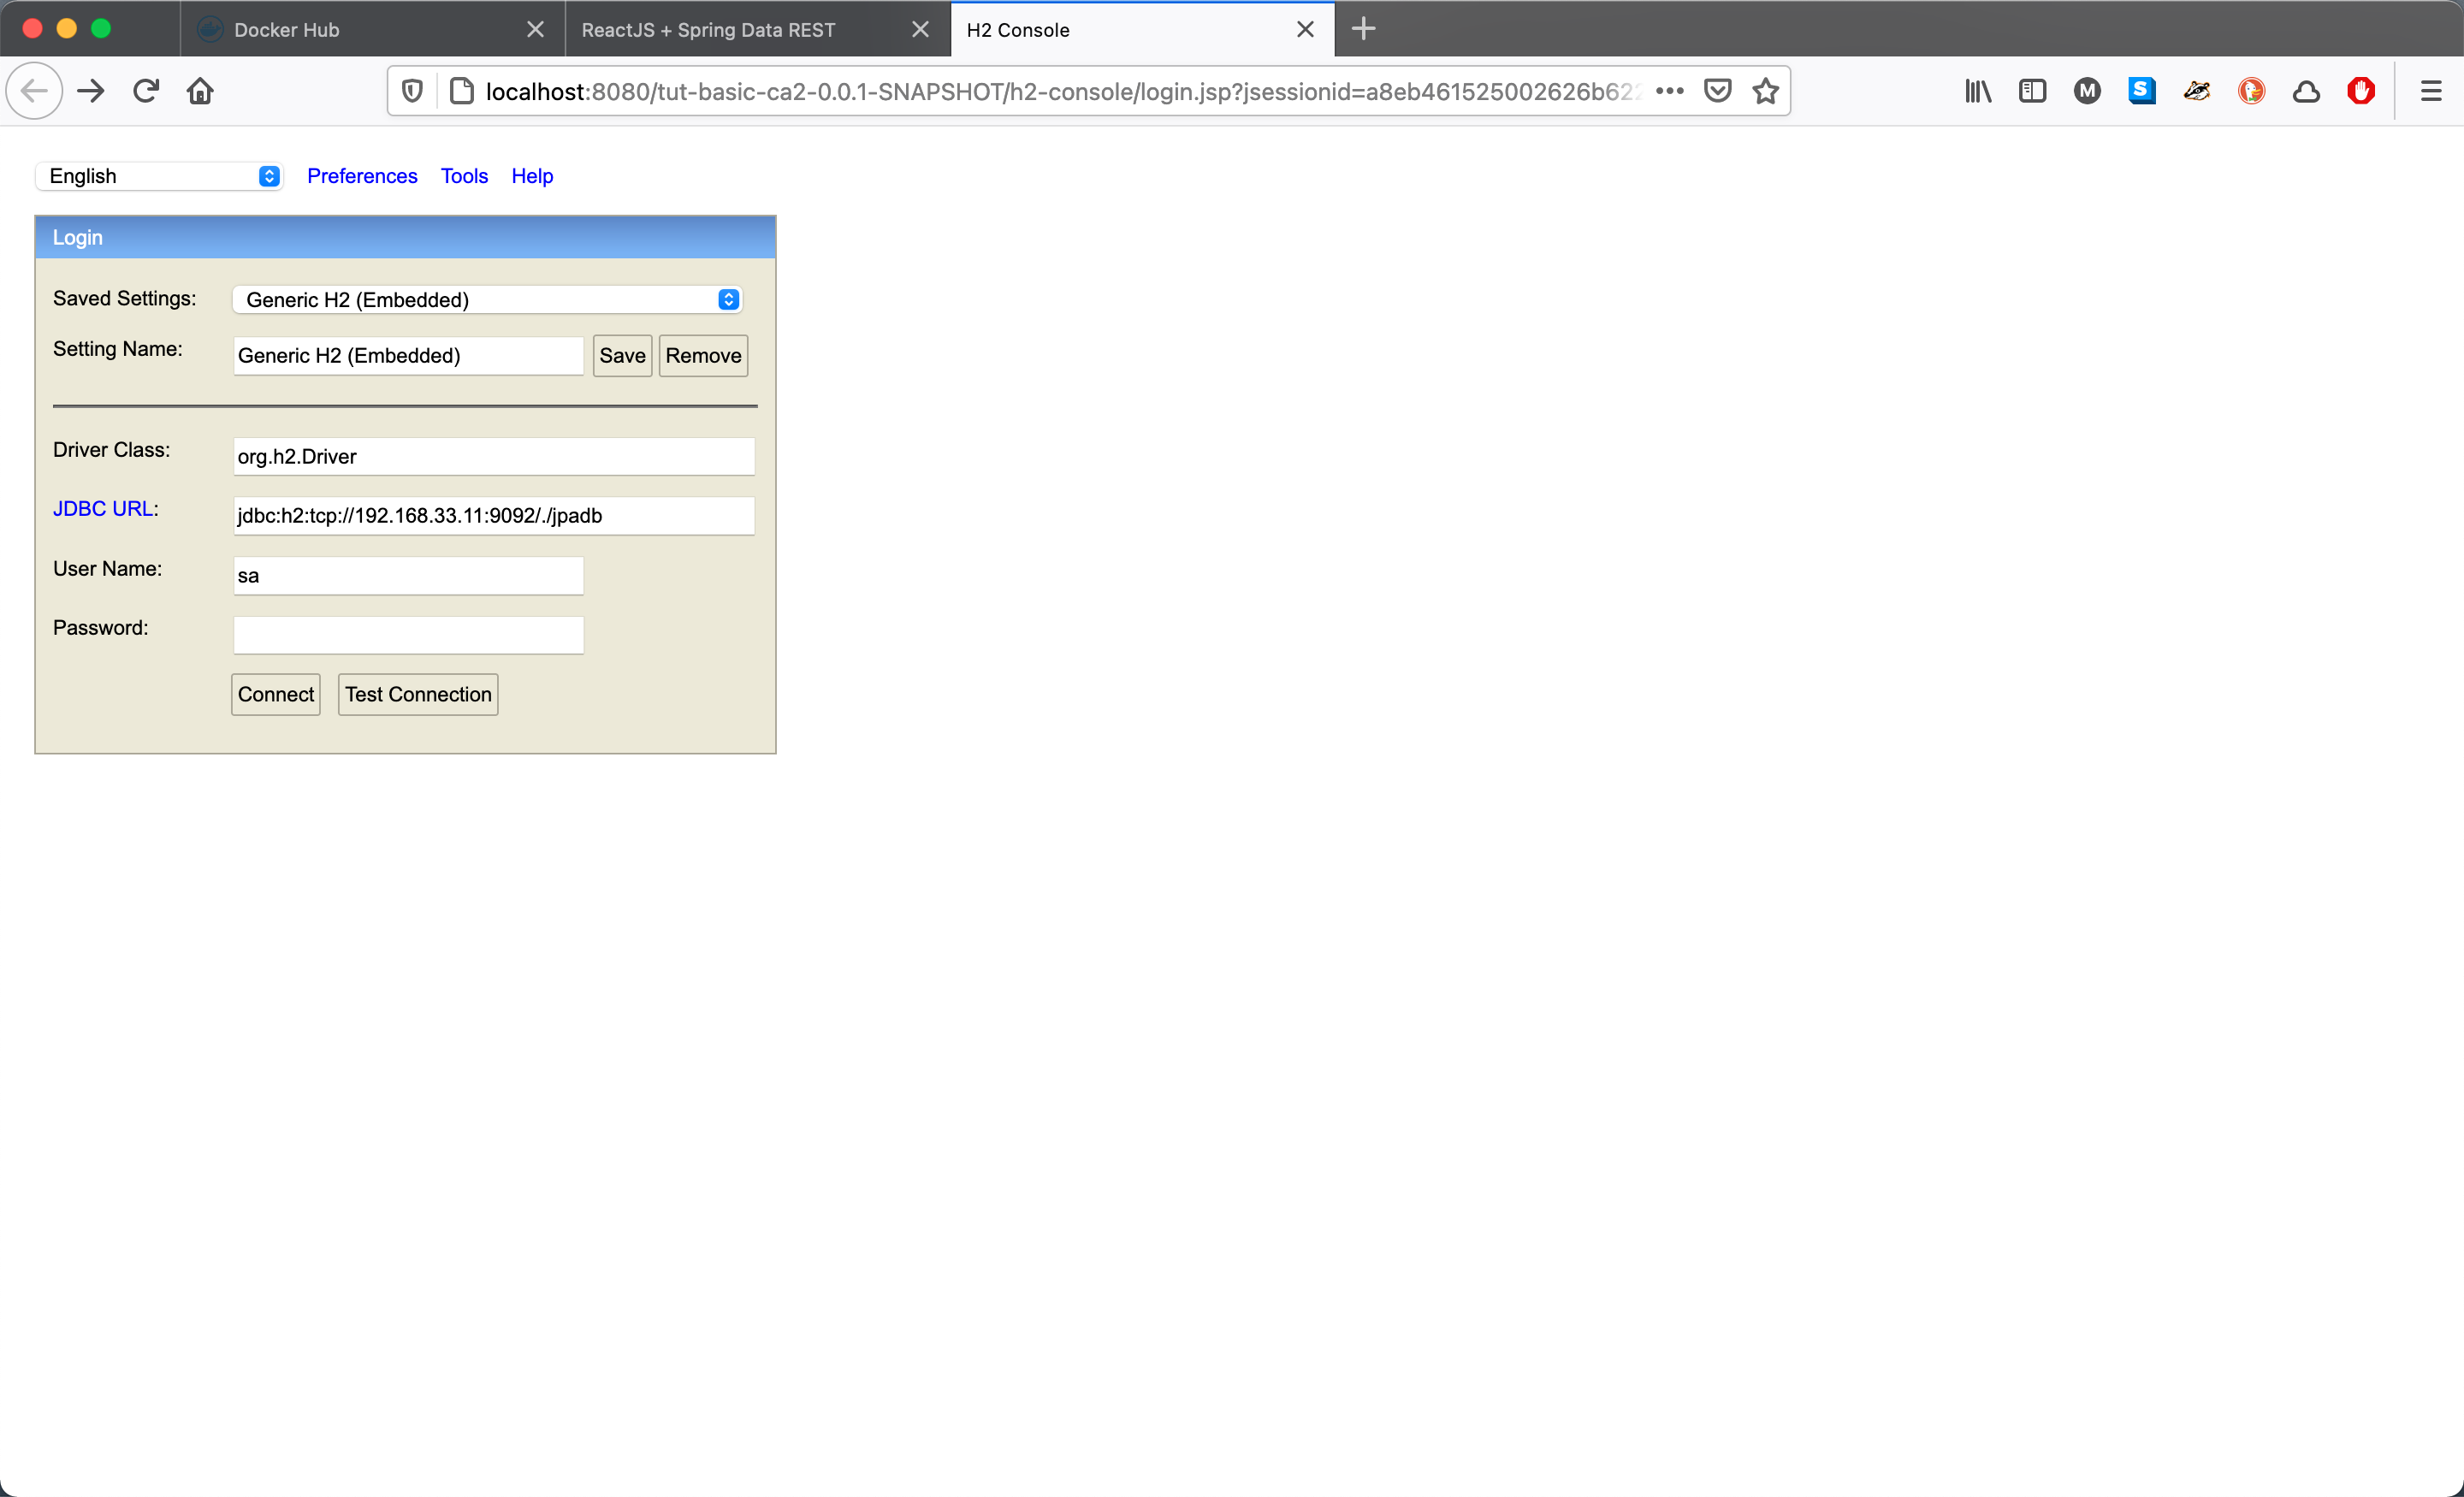 Docker Hub
ReactJS + Spring Data REST
H2 Console
localhost:8080/tut-basic-ca2-0.0.1-SNAPSHOT/h2-console/login.jsp?jsessionid=a8eb461525002626b622
M
S
English
Preferences Tools Help
Login
Saved Settings: Generic H2 (Embedded)
Setting Name: Generic H2 (Embedded) Save Remove
Driver Class: org.h2.Driver
JDBC URL: jdbc:h2:tcp://192.168.33.11:9092/./jpadb
User Name: sa
Password:
Connect Test Connection